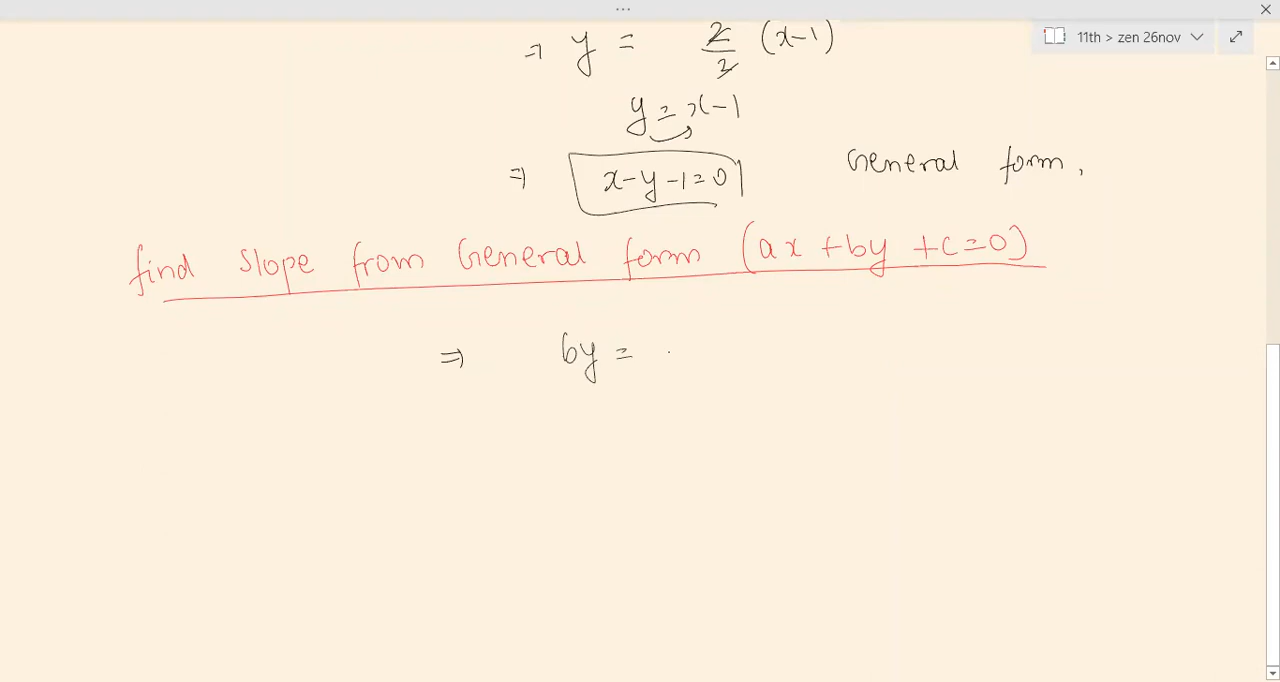 ...
11th > zen 26nov
⇒ y = 2/2 (x-1)
y = x-1
⇒ x-y-1=0 General form,
find slope from General form (ax +by +c=0)
⇒ by =